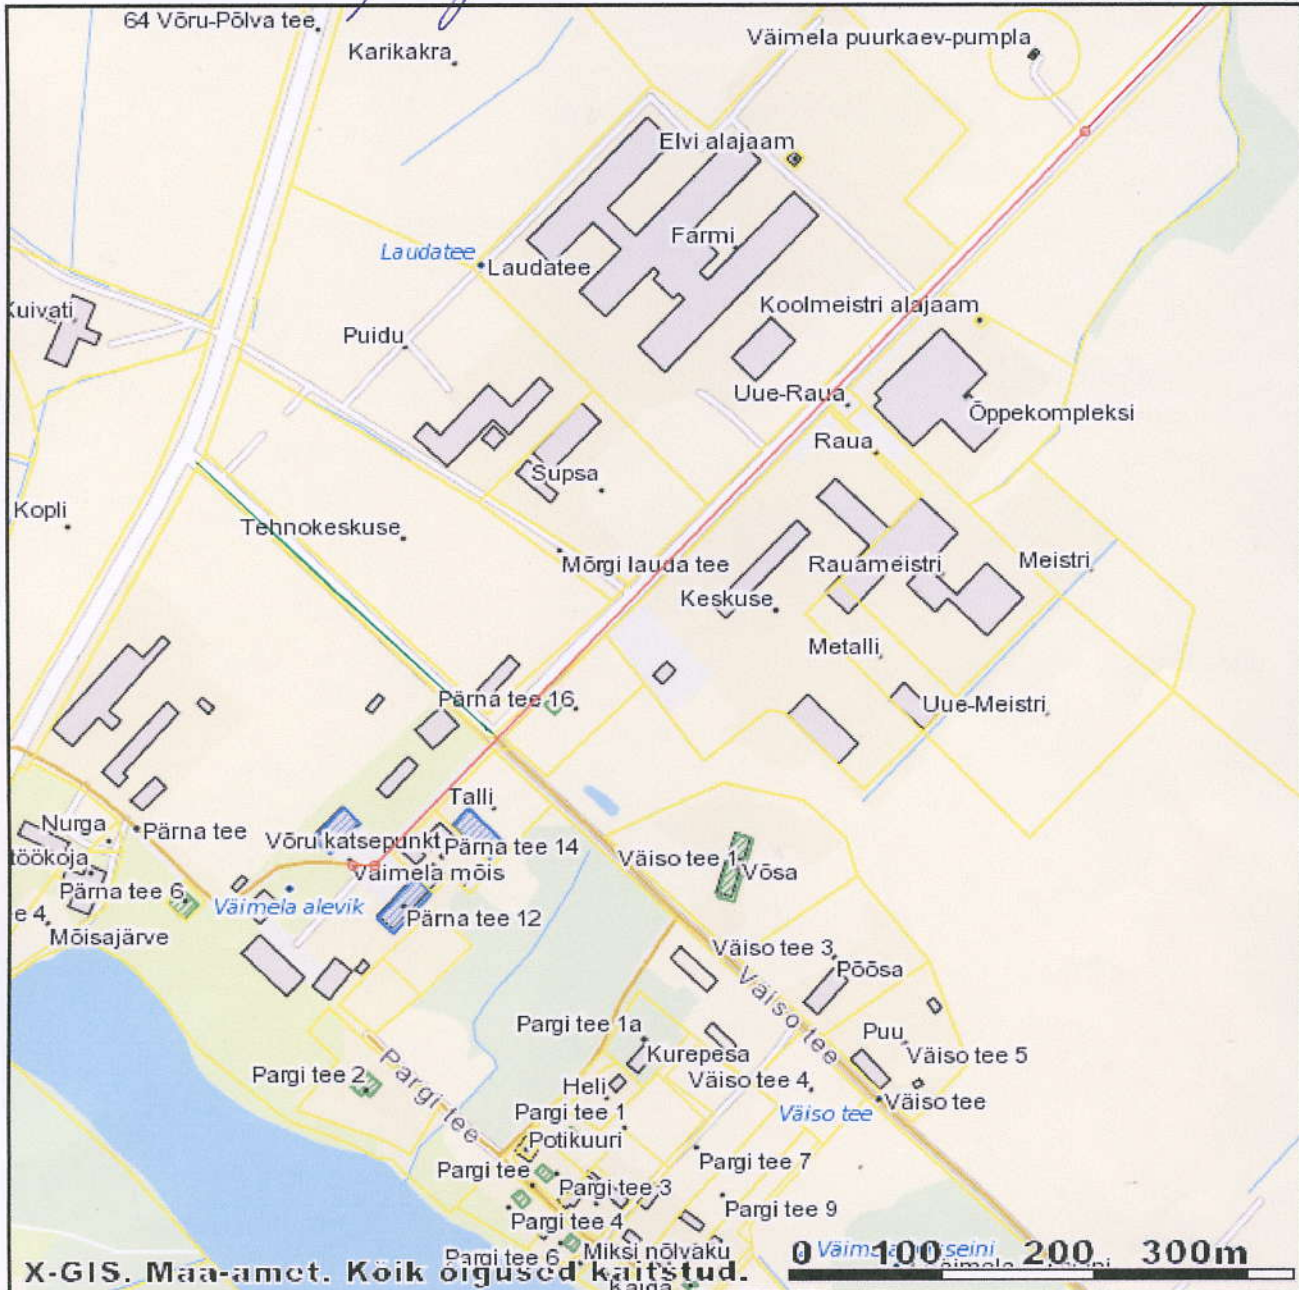 64 Võru-Põlva tee
Karikakra
Väimela puurkaev-pumpla
Elvi alajaam
Farmi
Laudatee
Laudatee
Kuivati
Koolmeistri alajaam
Puidu
Uue-Raua
Õppekompleksi
Raua
Supsa
Kopli
Tehnokeskuse
Mõrgi lauda tee
Rauameistri
Meistri
Keskuse
Metalli
Pärna tee 16
Uue-Meistri
Talli
Nurga
Pärna tee
Võru katsepunkt
Pärna tee 14
töökoja
Väimela mõis
Väiso tee 1
Võsa
Pärna tee 6
Väimela alevik
Pärna tee 12
e 4
Mõisajärve
Väiso tee 3
Põõsa
Väiso tee
Pargi tee 1a
Kurepesa
Puu
Väiso tee 5
Pargi tee
Pargi tee 2
Heli
Väiso tee 4
Väiso tee
Väiso tee
Pargi tee 1
Potikuuri
Pargi tee 7
Pargi tee
Pargi tee 3
Pargi tee 9
Pargi tee 4
Pargi tee 6
Miksi nõlvaku
0 100 200 300m
X-GIS. Maa-amet. Kõik õigused kaitstud.
Kaiga